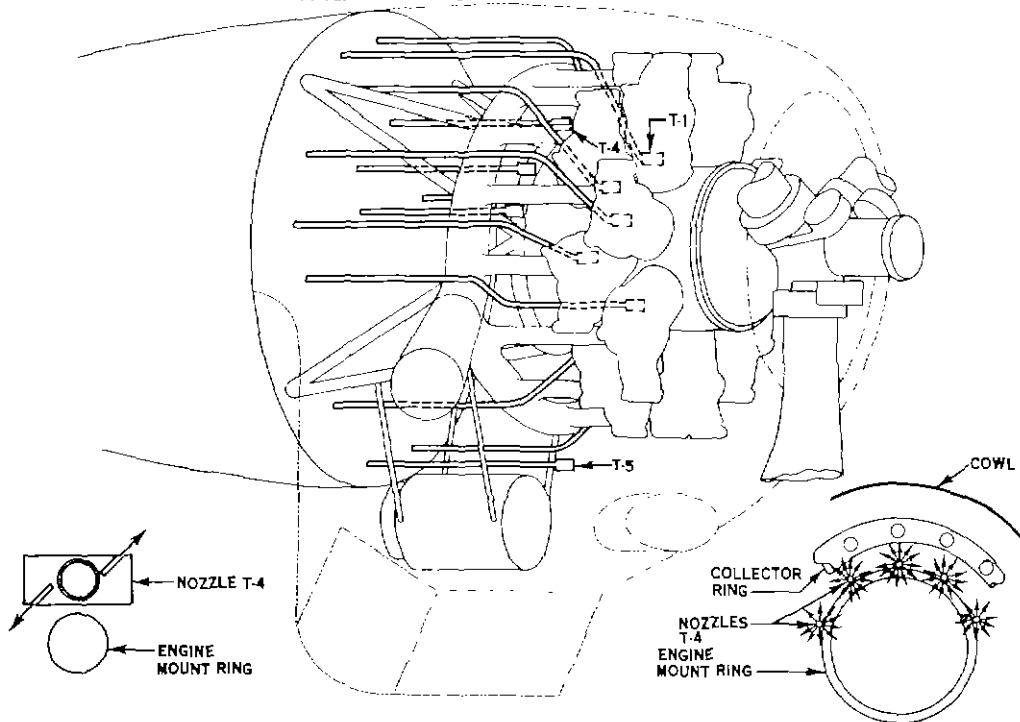 T-1
T-4
T-5
COWL
NOZZLE T-4
ENGINE
MOUNT RING
COLLECTOR
RING
NOZZLES
T-4
ENGINE
MOUNT RING